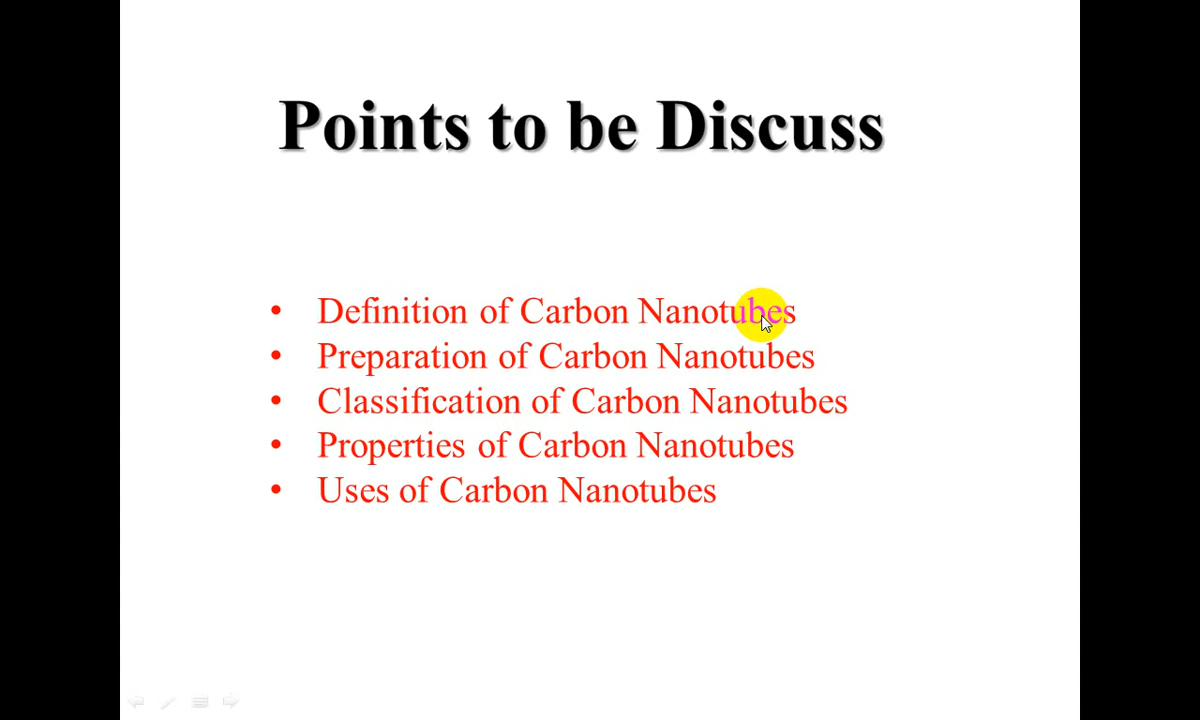 Points to be Discuss
• Definition of Carbon Nanotubes
• Preparation of Carbon Nanotubes
• Classification of Carbon Nanotubes
• Properties of Carbon Nanotubes
• Uses of Carbon Nanotubes